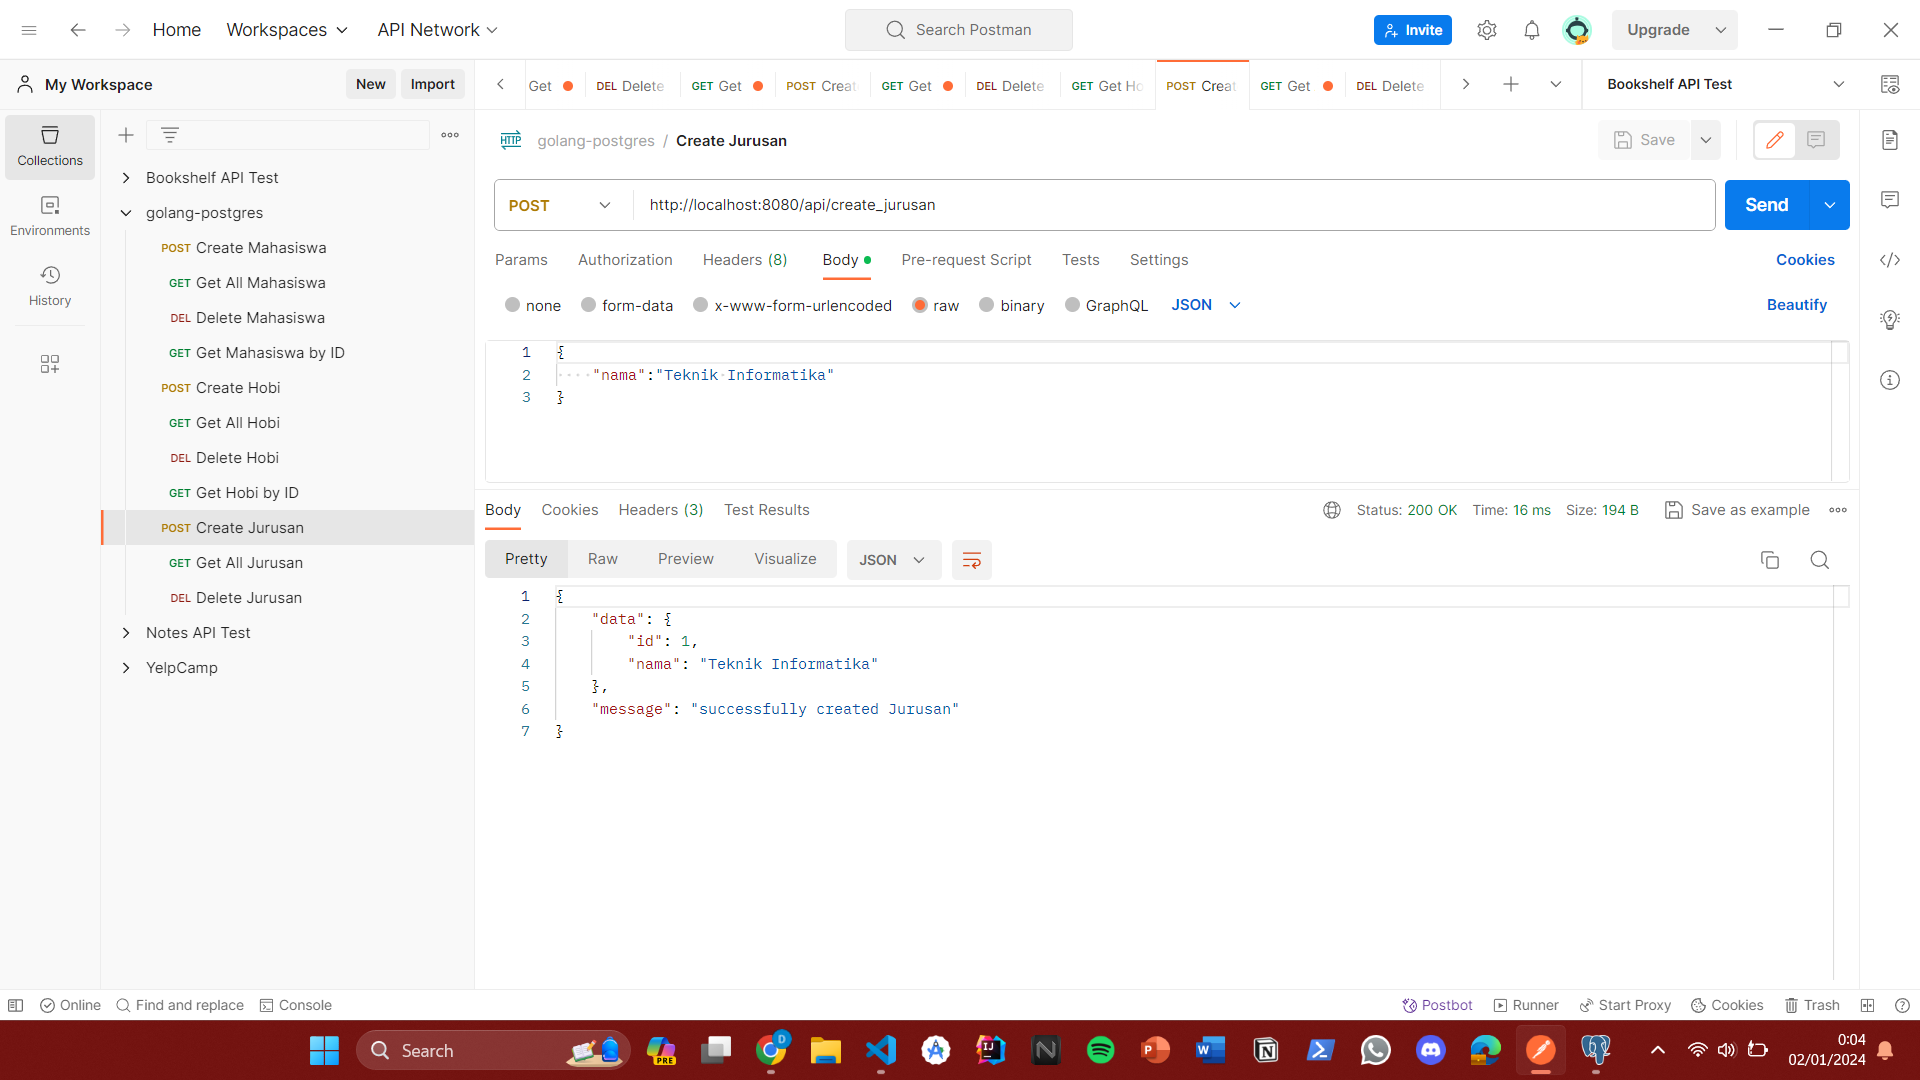 Home
Workspaces
API Network
Search Postman
Invite
Upgrade
My Workspace
New
Import
Get
DEL Delete
GET Get
POST Creat
GET Get
DEL Delete
GET Get Ho
POST Creat
GET Get
DEL Delete
Bookshelf API Test
Collections
Environments
History
Bookshelf API Test
golang-postgres
POST Create Mahasiswa
GET Get All Mahasiswa
DEL Delete Mahasiswa
GET Get Mahasiswa by ID
POST Create Hobi
GET Get All Hobi
DEL Delete Hobi
GET Get Hobi by ID
POST Create Jurusan
GET Get All Jurusan
DEL Delete Jurusan
Notes API Test
YelpCamp
HTTP golang-postgres / Create Jurusan
Save
POST
http://localhost:8080/api/create_jurusan
Send
Params
Authorization
Headers (8)
Body
Pre-request Script
Tests
Settings
Cookies
none
form-data
x-www-form-urlencoded
raw
binary
GraphQL
JSON
Beautify
1 {
2 "nama":"Teknik Informatika"
3 }
Body
Cookies
Headers (3)
Test Results
Status: 200 OK
Time: 16 ms
Size: 194 B
Save as example
Pretty
Raw
Preview
Visualize
JSON
1 {
2 "data": {
3 "id": 1,
4 "nama": "Teknik Informatika"
5 },
6 "message": "successfully created Jurusan"
7 }
Online
Find and replace
Console
Postbot
Runner
Start Proxy
Cookies
Trash
Search
PRE
D
0:04
02/01/2024